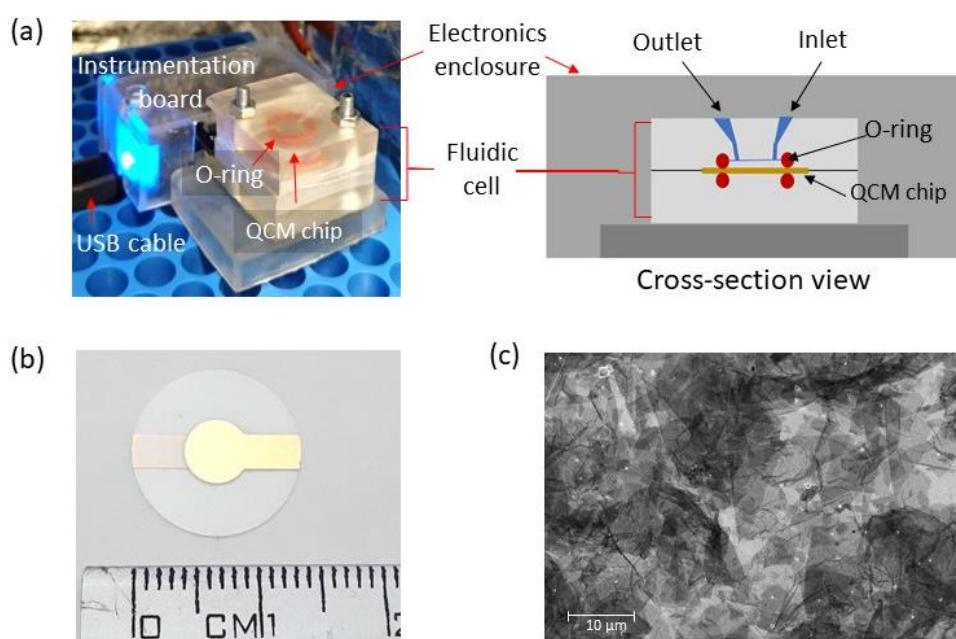 (a)
Instrumentation
board
O-ring
QCM chip
USB cable
Electronics
enclosure
Fluidic
cell
Outlet
Inlet
O-ring
QCM chip
Cross-section view
(b)
0 CM 1 2
(c)
10 µm